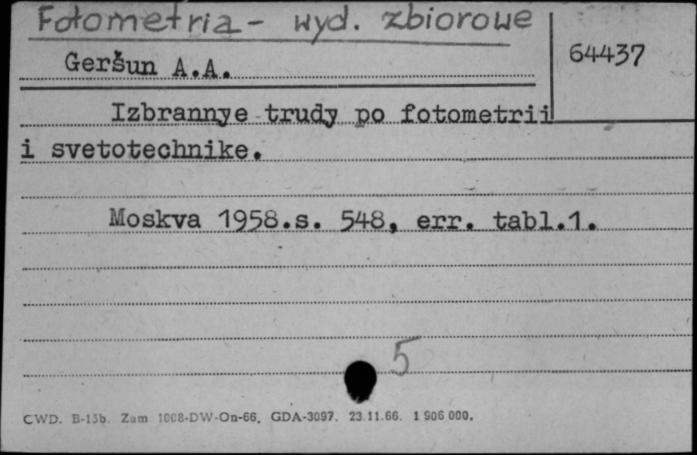 Fotometria - wyd. zbiorowe
64437
Geršun A.A.
Izbrannye trudy po fotometrii
i svetotechnike.
Moskva 1958.s. 548, err. tabl.1.
5
CWD. B-15b. Zam 1008-DW-On-66. GDA-3097. 23.11.66. 1 906 000.